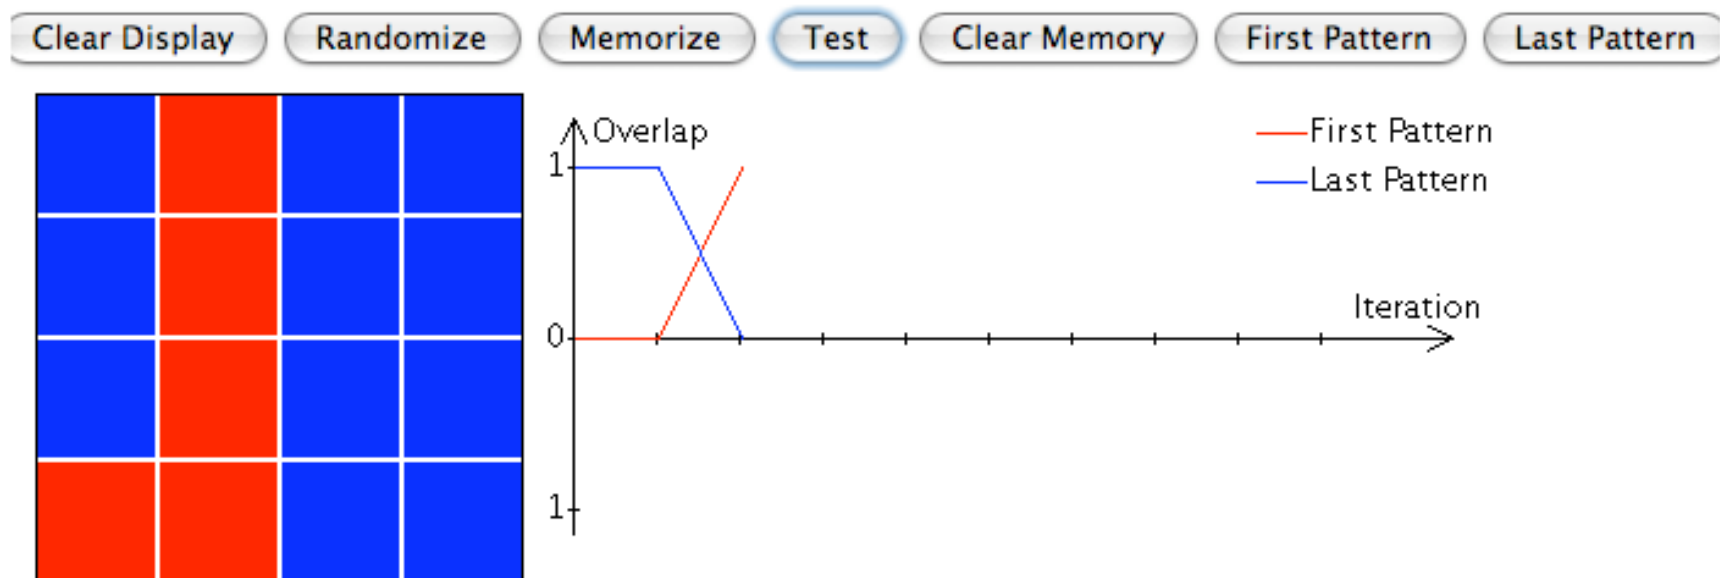 Clear Display Randomize Memorize Test Clear Memory First Pattern Last Pattern
Overlap
First Pattern
1
Last Pattern
Iteration
0
1